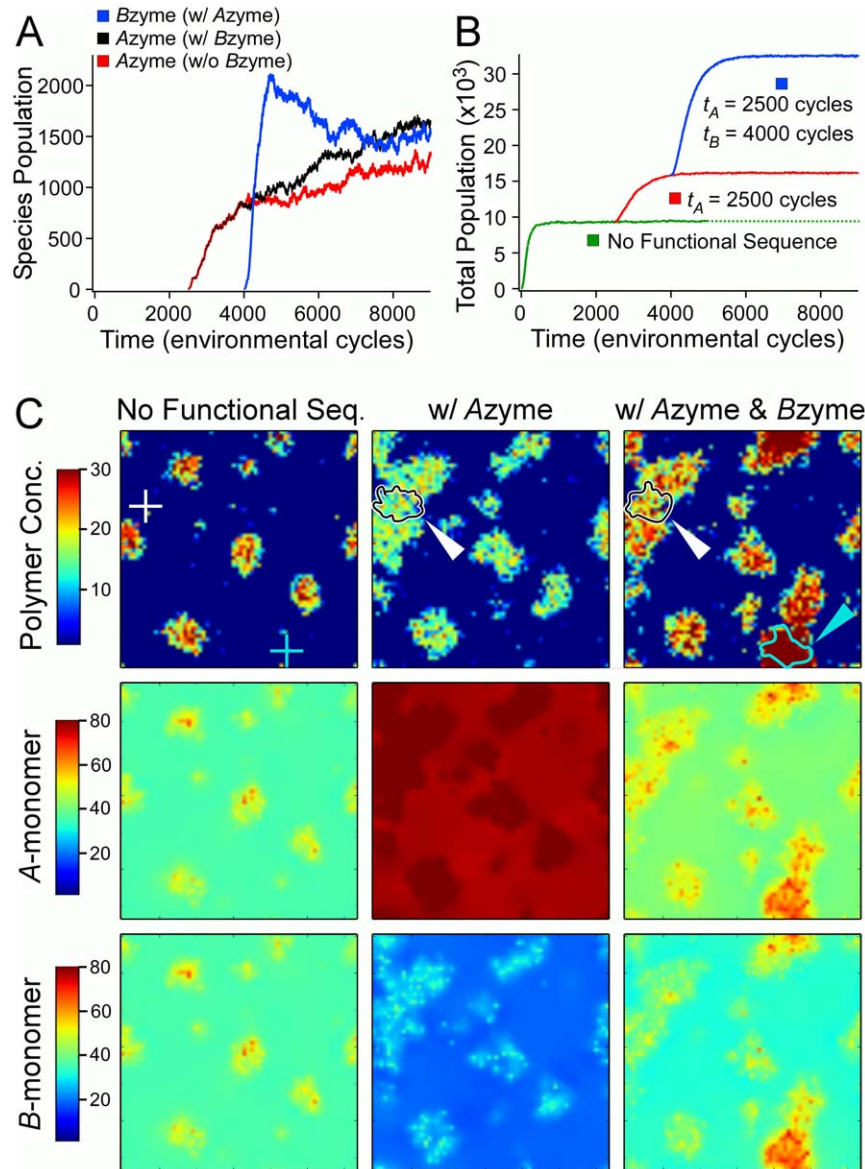 A
Bzyme (w/ Azyme)
Azyme (w/ Bzyme)
Azyme (w/o Bzyme)
Species Population
2000
1500
1000
500
0
0 2000 4000 6000 8000
Time (environmental cycles)
B
Total Population (x10³)
30
25
20
15
10
5
0
tA = 2500 cycles
tB = 4000 cycles
tA = 2500 cycles
No Functional Sequence
0 2000 4000 6000 8000
Time (environmental cycles)
C
No Functional Seq. w/ Azyme w/ Azyme & Bzyme
Polymer Conc.
30
20
10
A-monomer
80
60
40
20
B-monomer
80
60
40
20